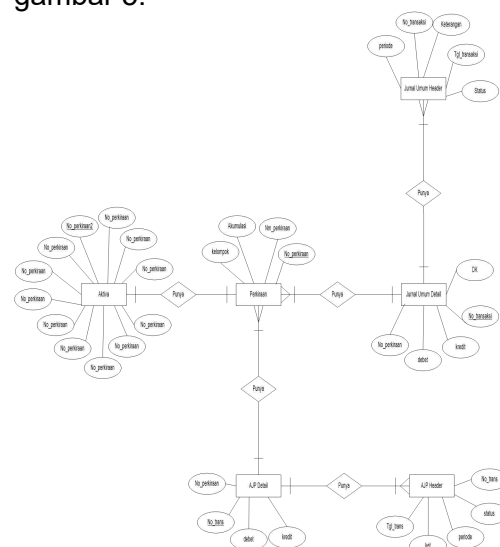 gambar 3.
No_transaksi
Keterangan
periode
Tgl_transaksi
Jurnal Umum Header
Status
Punya
No_perkiraan
No_perkiraan2
No_perkiraan
No_perkiraan
No_perkiraan
No_perkiraan
No_perkiraan
No_perkiraan
No_perkiraan
No_perkiraan
No_perkiraan
No_perkiraan
Aktiva
Punya
Akumulasi
Nm_perkiraan
kelompok
No_perkiraan
Perkiraan
Punya
Jurnal Umum Detail
DK
No_transaksi
No_perkiraan
kredit
debet
Punya
No_perkiraan
AJP Detail
Punya
AJP Header
No_trans
No_trans
status
debet
kredit
Tgl_trans
periode